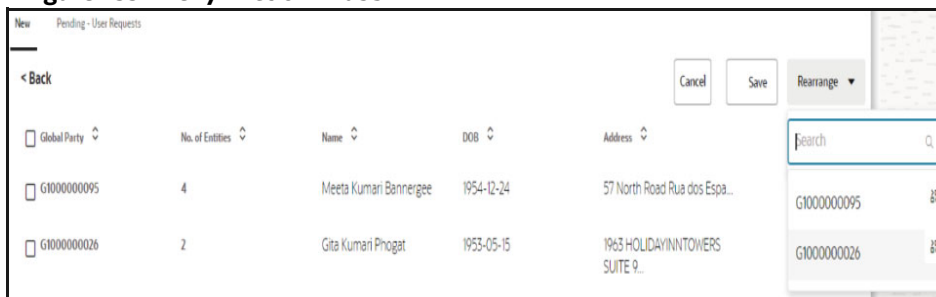 New Pending - User Requests
< Back Cancel Save Rearrange
Global Party No. of Entities Name DOB Address Search
G1000000095 4 Meeta Kumari Bannergee 1954-12-24 57 North Road Rua dos Espa... G1000000095
G1000000026 2 Gita Kumari Phogat 1953-05-15 1963 HOLIDAYINNTOWERS G1000000026
SUITE 9...